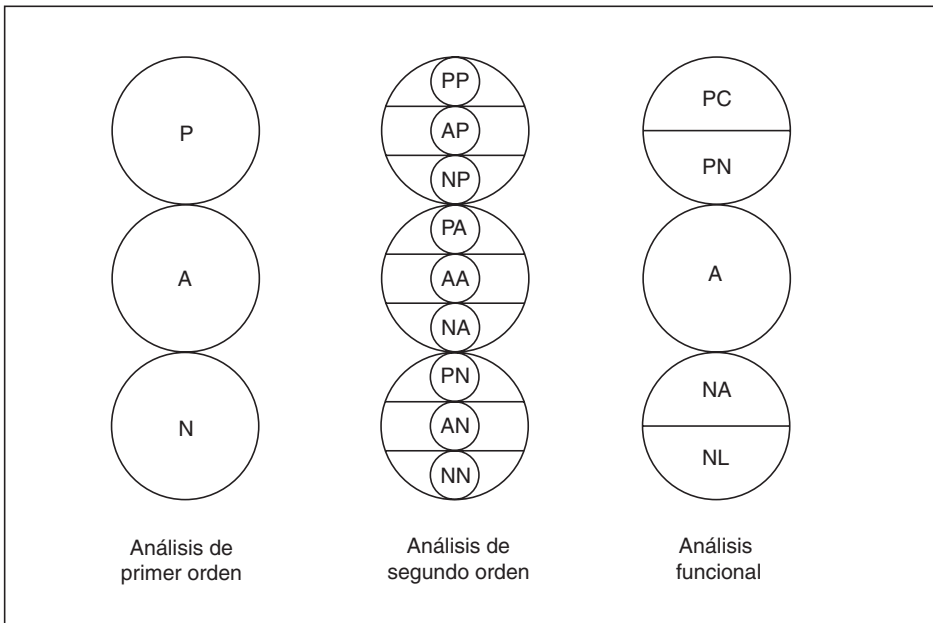 P
A
N
Análisis de
primer orden
PP
AP
NP
PA
AA
NA
PN
AN
NN
Análisis de
segundo orden
PC
PN
A
NA
NL
Análisis
funcional